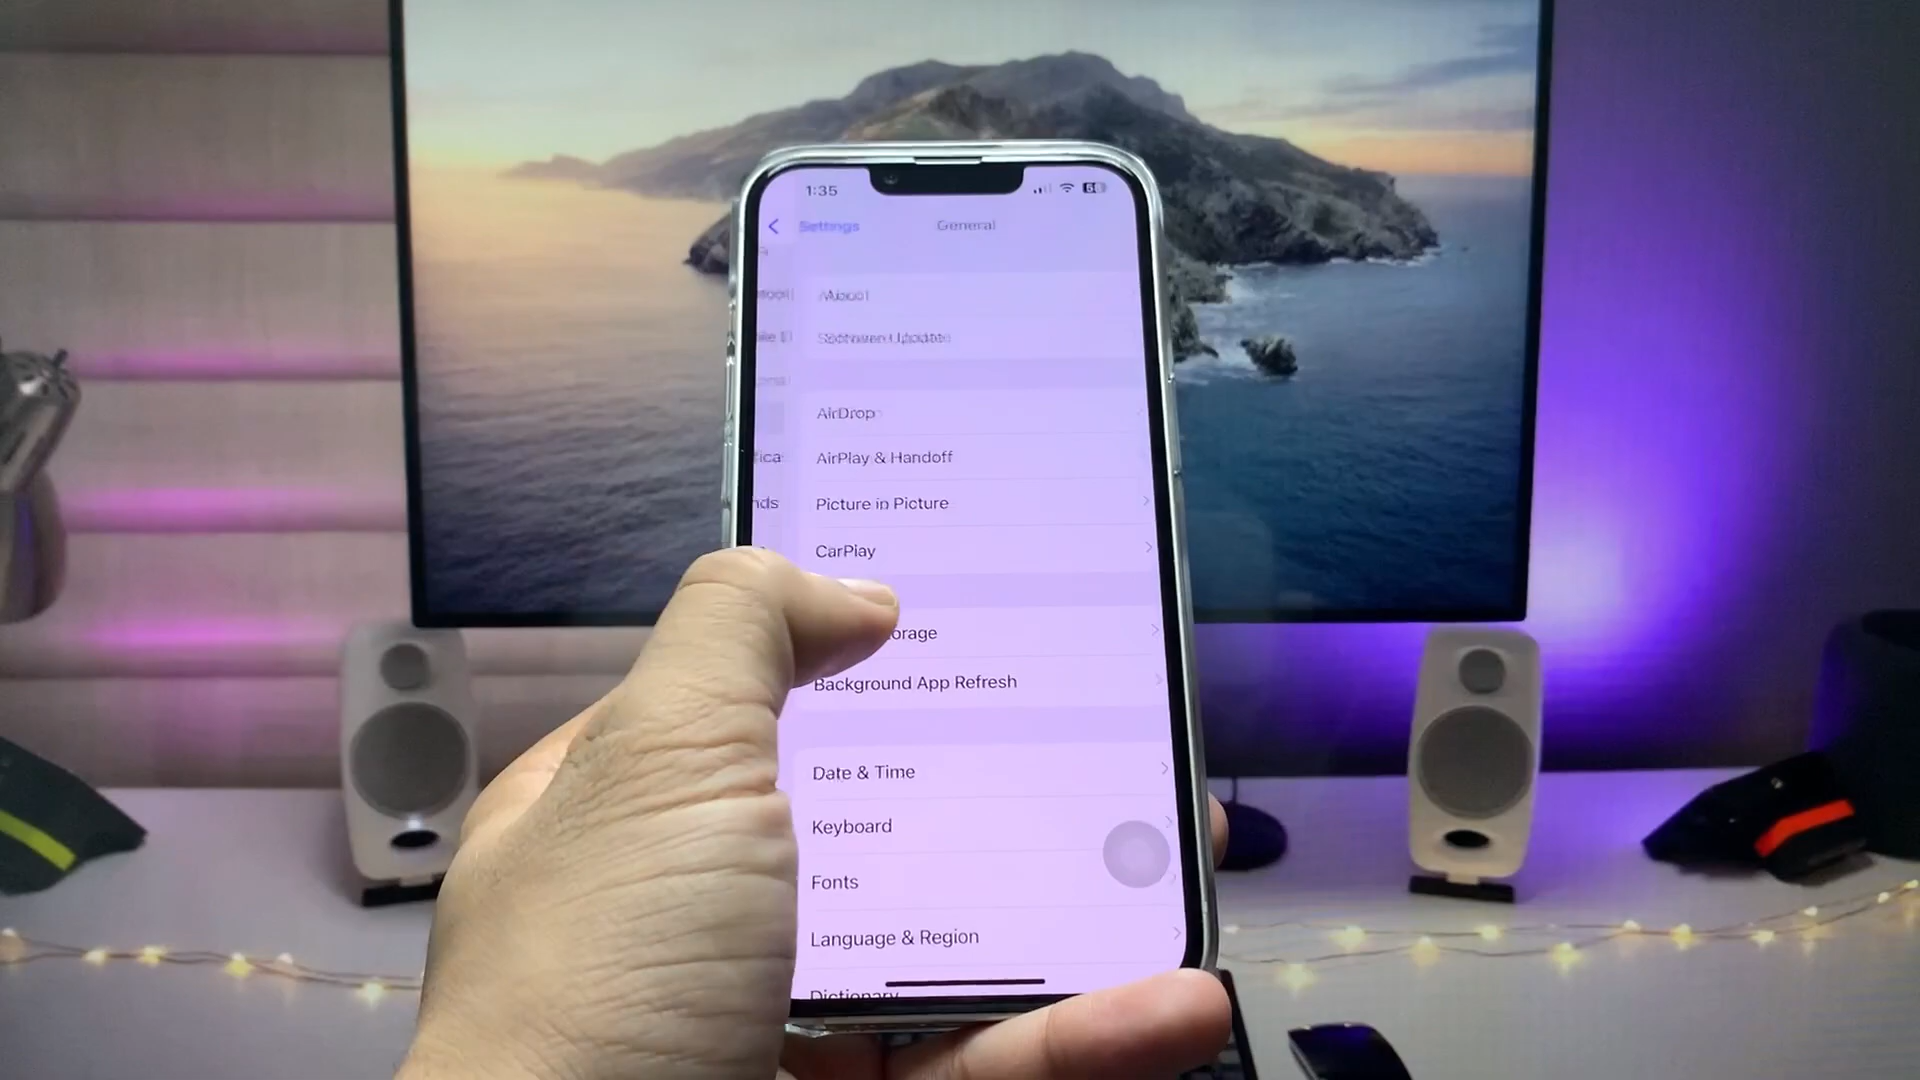 1:35
Settings
General
About
Software Update
AirDrop
AirPlay & Handoff
Picture in Picture
nds
CarPlay
orage
Background App Refresh
Date & Time
Keyboard
Fonts
Language & Region
Dictionary